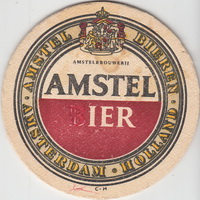 AMSTEL BIEREN
AMSTELBROUWERIJ
AMSTEL
BIER
AMSTERDAM • HOLLAND
C-M